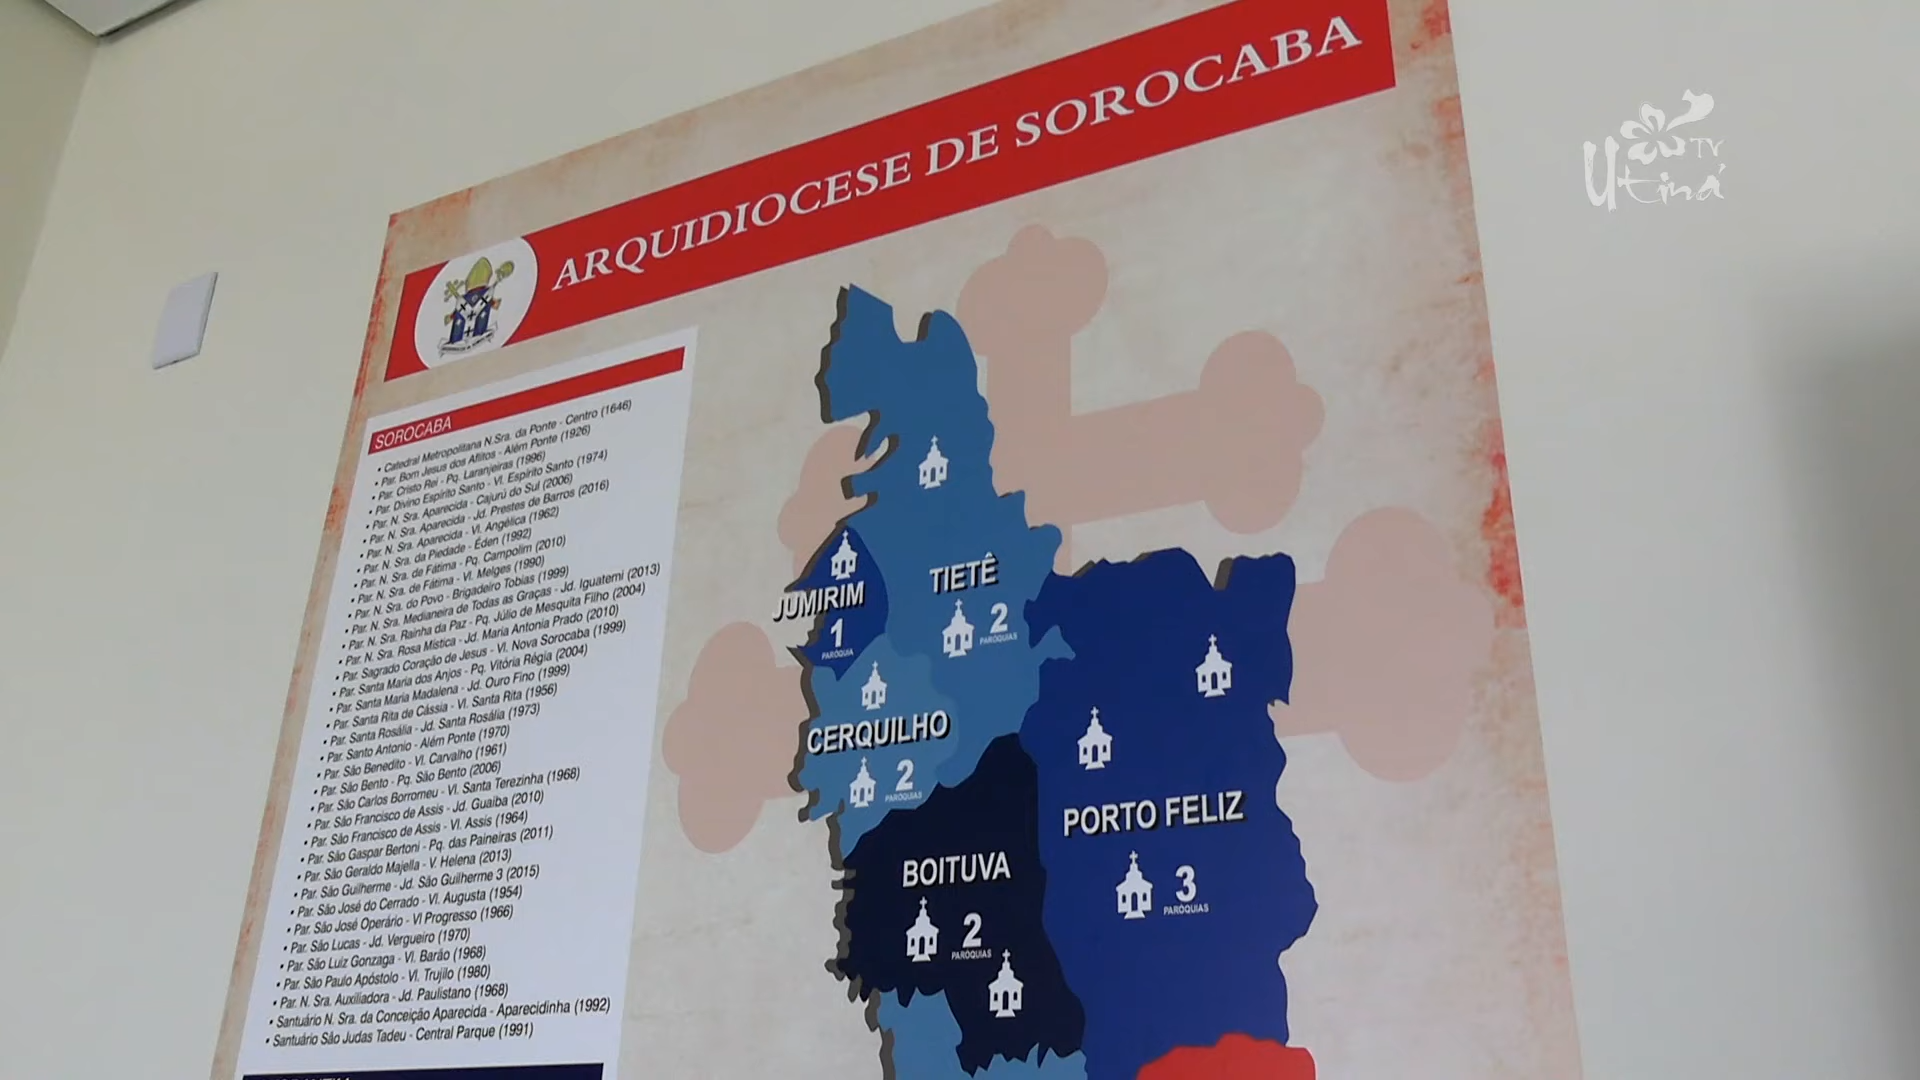 ARQUIDIOCESE DE SOROCABA
TV
Utiná
SOROCABA
• Catedral Metropolitana N.Sra. da Ponte - Centro (1646)
• Par. Bom Jesus dos Aflitos - Além Ponte (1926)
• Par. Cristo Rei - Pq. Laranjeiras (1996)
• Par. Divino Espírito Santo - Vl. Espírito Santo (1974)
• Par. N. Sra. Aparecida - Cajurú do Sul (2006)
• Par. N. Sra. Aparecida - Jd. Prestes de Barros (2016)
• Par. N. Sra. Aparecida - Vl. Angélica (1962)
• Par. N. Sra. da Piedade - Éden (1992)
• Par. N. Sra. de Fátima - Pq. Campolim (2010)
• Par. N. Sra. de Fátima - Vl. Melges (1990)
• Par. N. Sra. do Povo - Brigadeiro Tobias (1999)
• Par. N. Sra. Medianeira de Todas as Graças - Jd. Iguatemi (2013)
• Par. N. Sra. Rainha da Paz - Pq. Júlio de Mesquita Filho (2004)
• Par. N. Sra. Rosa Mística - Jd. Maria Antonia Prado (2010)
• Par. Sagrado Coração de Jesus - Vl. Nova Sorocaba (1999)
• Par. Santa Maria dos Anjos - Pq. Vitória Régia (2004)
• Par. Santa Maria Madalena - Jd. Ouro Fino (1999)
• Par. Santa Rita de Cássia - Vl. Santa Rita (1956)
• Par. Santa Rosália - Jd. Santa Rosália (1973)
• Par. Santo Antonio - Além Ponte (1970)
• Par. São Benedito - Vl. Carvalho (1961)
• Par. São Bento - Pq. São Bento (2006)
• Par. São Carlos Borromeu - Vl. Santa Terezinha (1968)
• Par. São Francisco de Assis - Jd. Guaiba (2010)
• Par. São Francisco de Assis - Vl. Assis (1964)
• Par. São Gaspar Bertoni - Pq. das Paineiras (2011)
• Par. São Geraldo Majella - V. Helena (2013)
• Par. São Guilherme - Jd. São Guilherme 3 (2015)
• Par. São José do Cerrado - Vl. Augusta (1954)
• Par. São José Operário - Vl Progresso (1966)
• Par. São Lucas - Jd. Vergueiro (1970)
• Par. São Luiz Gonzaga - Vl. Barão (1968)
• Par. São Paulo Apóstolo - Vl. Trujilo (1980)
• Par. N. Sra. Auxiliadora - Jd. Paulistano (1968)
• Santuário N. Sra. da Conceição Aparecida - Aparecidinha (1992)
• Santuário São Judas Tadeu - Central Parque (1991)
TIETÊ
2
PARÓQUIAS
JUMIRIM
1
PARÓQUIA
CERQUILHO
2
PARÓQUIAS
PORTO FELIZ
3
PARÓQUIAS
BOITUVA
2
PARÓQUIAS